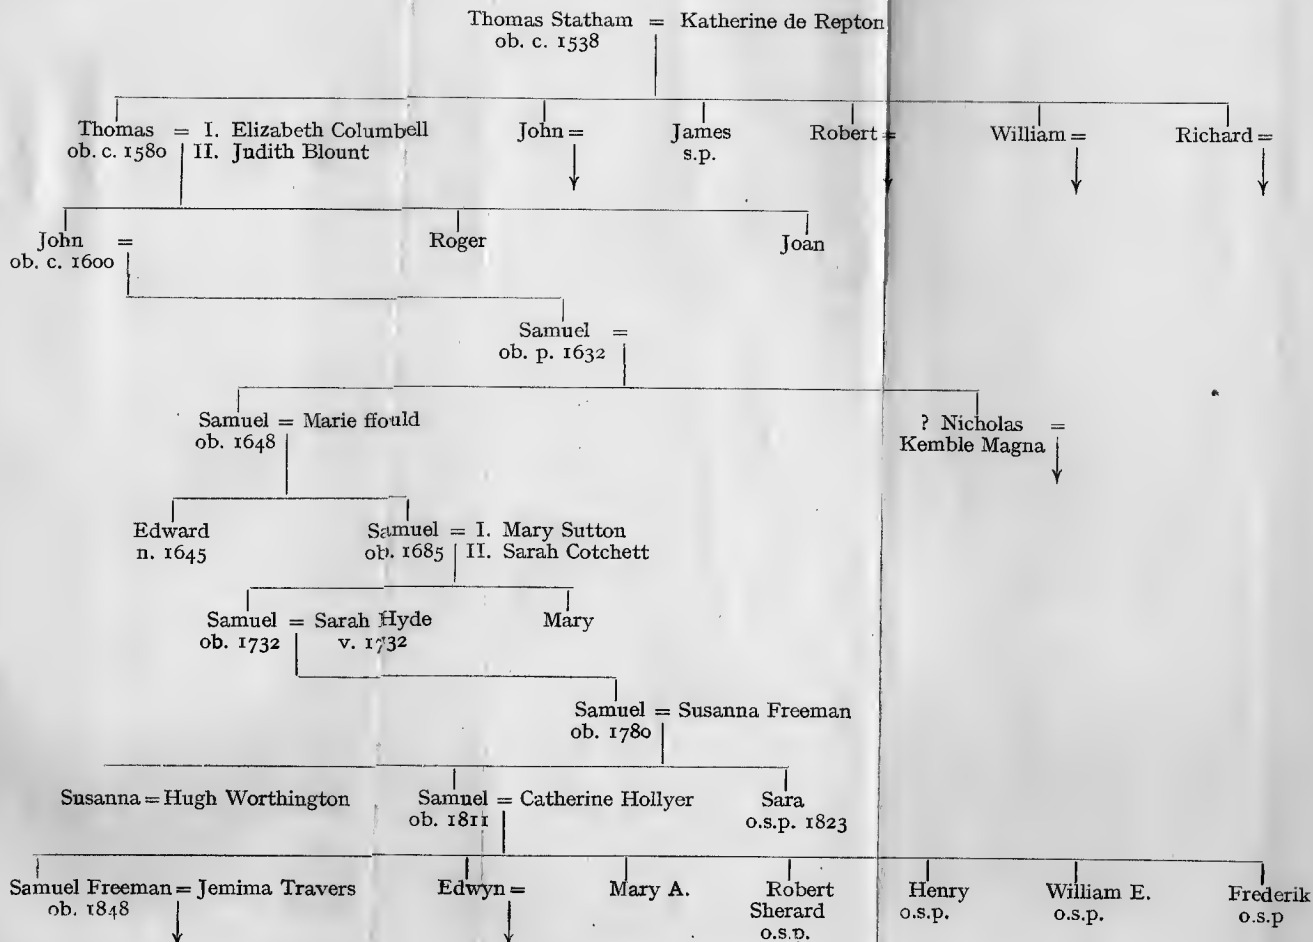 Thomas Statham = Katherine de Repton
ob. c. 1538
Thomas = I. Elizabeth Columbell
ob. c. 1580 II. Judith Blount
John =
James
s.p.
Robert =
William =
Richard =
John =
ob. c. 1600
Roger
Joan
Samuel =
ob. p. 1632
Samuel = Marie ffould
ob. 1648
? Nicholas =
Kemble Magna
Edward
n. 1645
Samuel = I. Mary Sutton
ob. 1685 II. Sarah Cotchett
Samuel = Sarah Hyde
ob. 1732 v. 1732
Mary
Samuel = Susanna Freeman
ob. 1780
Susanna = Hugh Worthington
Samuel = Catherine Hollyer
ob. 1811
Sara
o.s.p. 1823
Samuel Freeman = Jemima Travers
ob. 1848
Edwyn =
Mary A.
Robert
Sherard
o.s.p.
Henry
o.s.p.
William E.
o.s.p.
Frederik
o.s.p